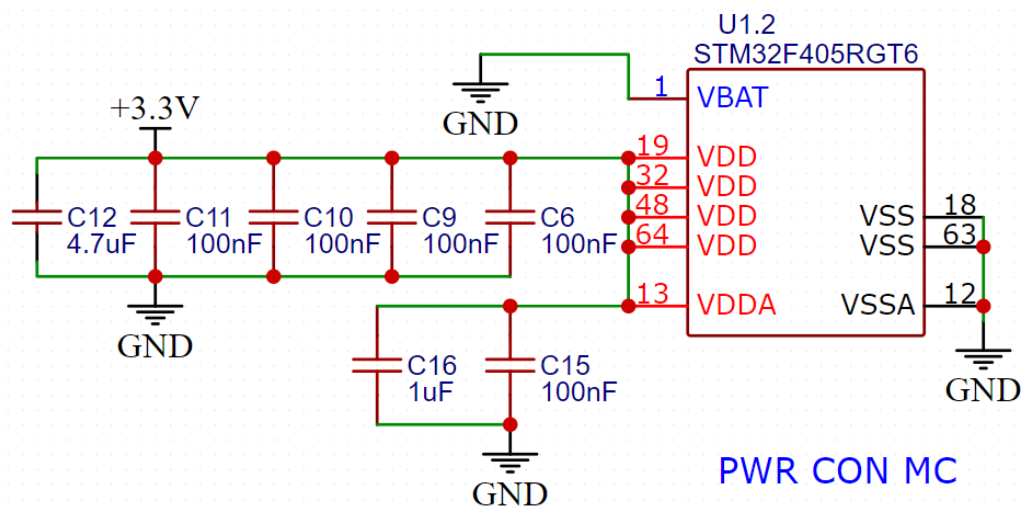 U1.2
STM32F405RGT6
1 VBAT
GND
+3.3V
19 VDD
32 VDD
48 VDD
64 VDD
VSS 18
VSS 63
C12 C11 C10 C9 C6
4.7uF 100nF 100nF 100nF 100nF
13 VDDA
VSSA 12
GND
C16 C15
1uF 100nF
GND
PWR CON MC
GND